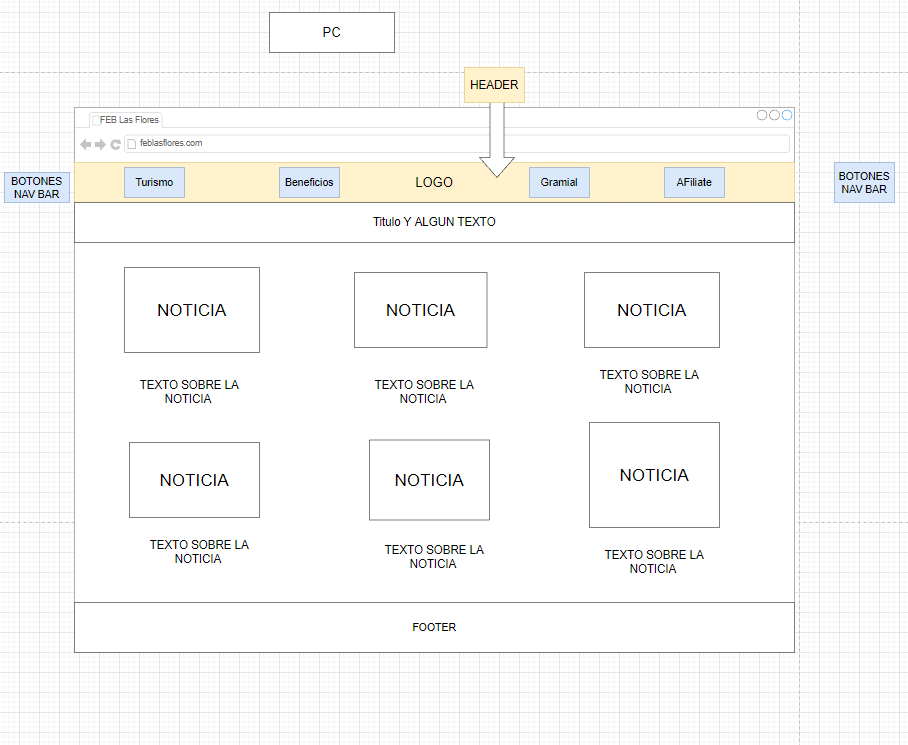 PC
HEADER
FEB Las Flores
feblasflores.com
BOTONES
NAV BAR
Turismo
Beneficios
LOGO
Gramial
AFiliate
BOTONES
NAV BAR
Titulo Y ALGUN TEXTO
NOTICIA
NOTICIA
NOTICIA
TEXTO SOBRE LA
NOTICIA
TEXTO SOBRE LA
NOTICIA
TEXTO SOBRE LA
NOTICIA
NOTICIA
NOTICIA
NOTICIA
TEXTO SOBRE LA
NOTICIA
TEXTO SOBRE LA
NOTICIA
TEXTO SOBRE LA
NOTICIA
FOOTER